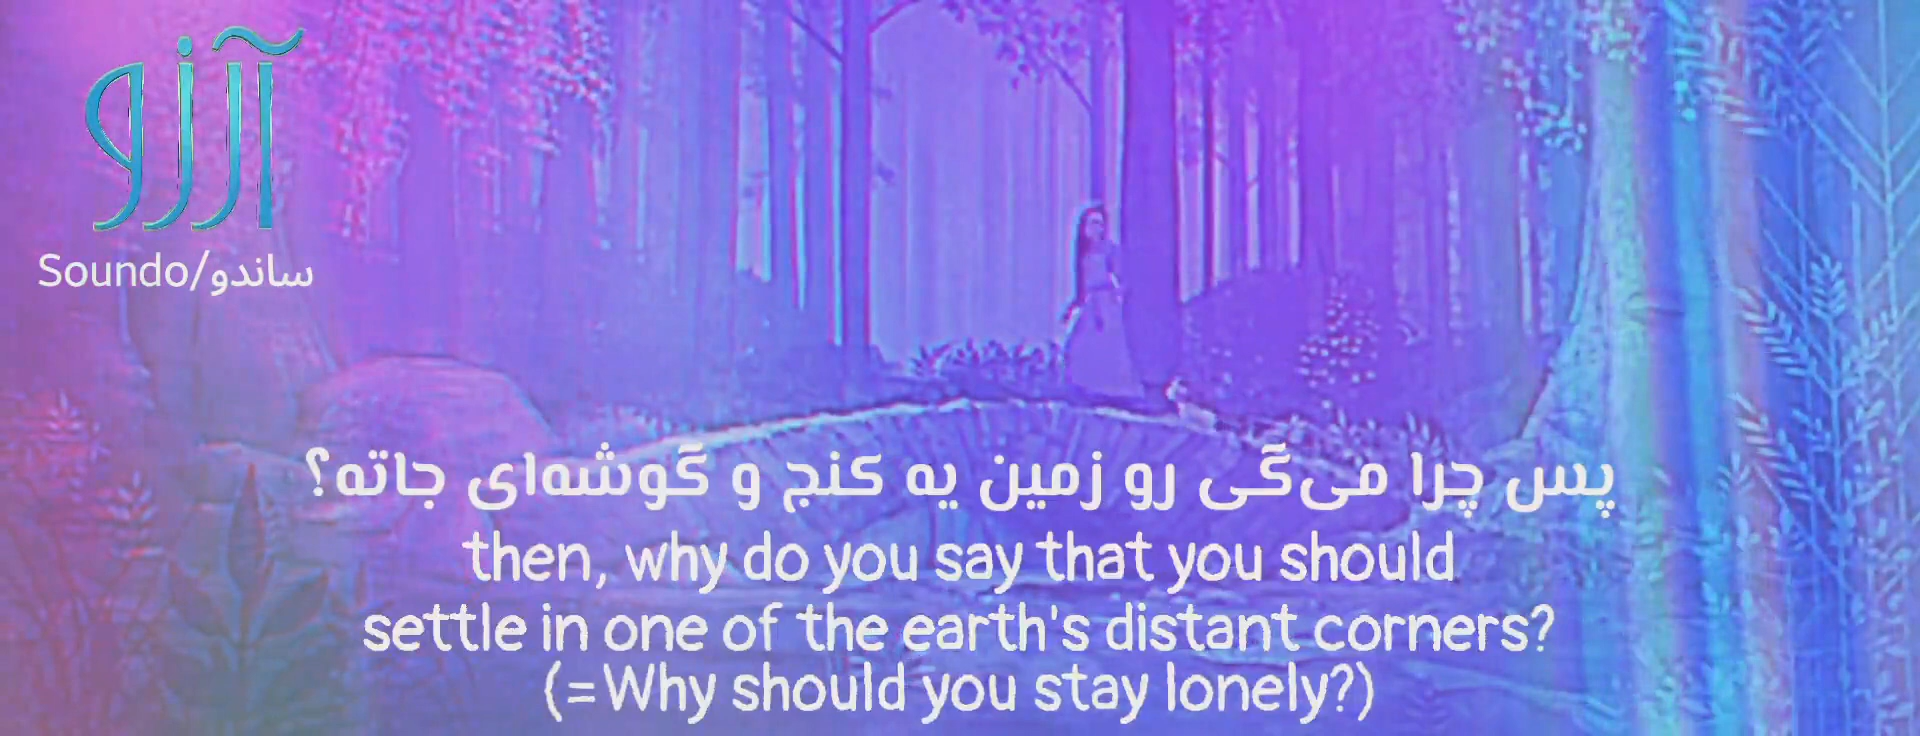 آرزو
Soundo/ساندو
پس چرا می‌گی رو زمین یه کنج و گوشه‌ای جاته؟
then, why do you say that you should
settle in one of the earth's distant corners?
(=Why should you stay lonely?)